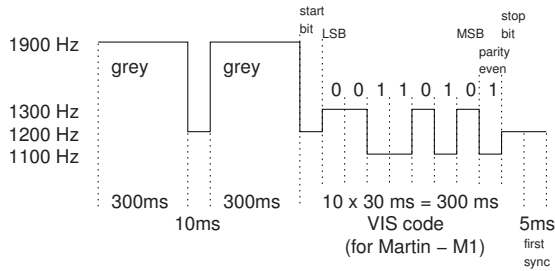 start
bit
LSB
MSB
stop
bit
parity
even
1900 Hz
grey
grey
0 0 1 1 0 1 0 1
1300 Hz
1200 Hz
1100 Hz
300ms
10ms
300ms
10 x 30 ms = 300 ms
VIS code
(for Martin − M1)
5ms
first
sync